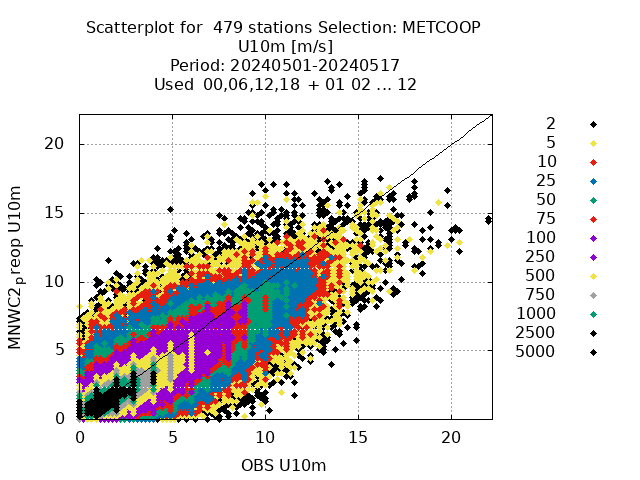 Scatterplot for 479 stations Selection: METCOOP
U10m [m/s]
Period: 20240501-20240517
Used 00,06,12,18 + 01 02 ... 12
MNWC2_preop U10m
20
15
10
5
0
0 5 10 15 20
OBS U10m
2
5
10
25
50
75
100
250
500
750
1000
2500
5000